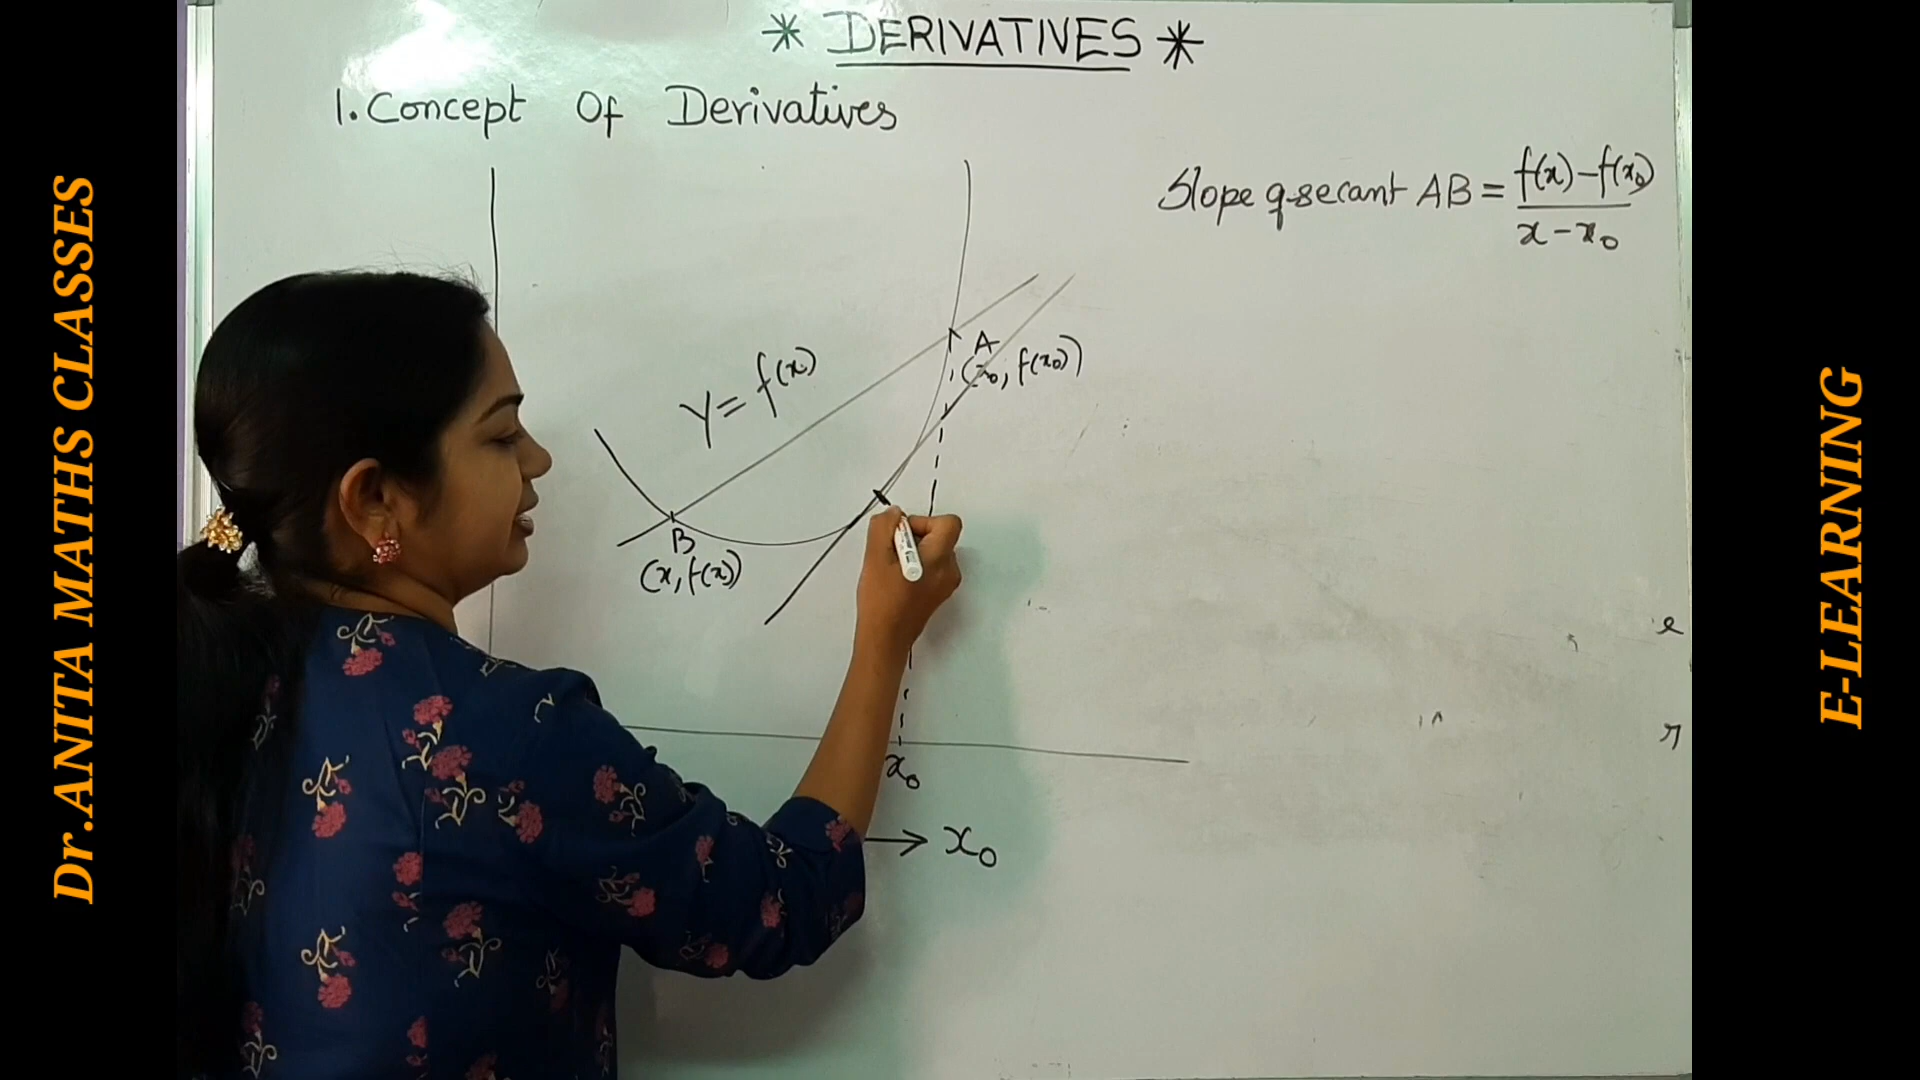 Dr.ANITA MATHS CLASSES
* DERIVATIVES *
1. Concept Of Derivatives
Slope of secant AB = f(x)-f(x₀) / x-x₀
Y = f(x)
A
(x₀, f(x₀))
B
(x, f(x))
x₀
→ x₀
E-LEARNING